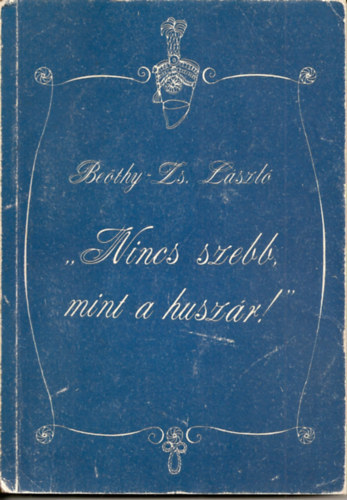 Beöthy-Zs. László
„Nincs szebb,
mint a huszár!"